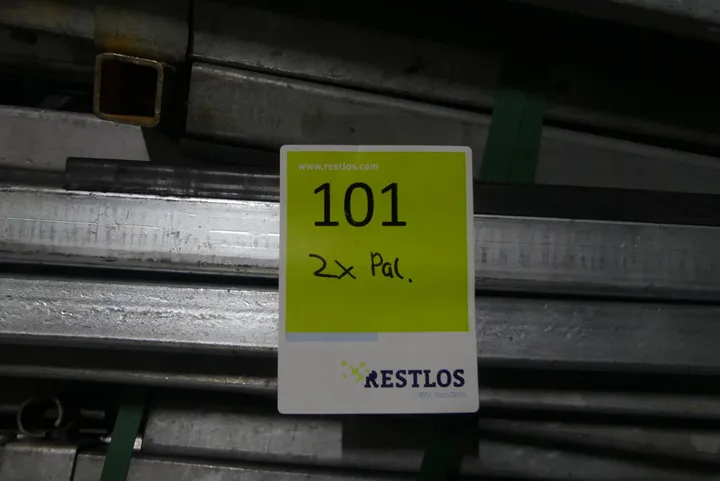 www.restlos.com
101
2x Pal.
RESTLOS
Wir handeln.